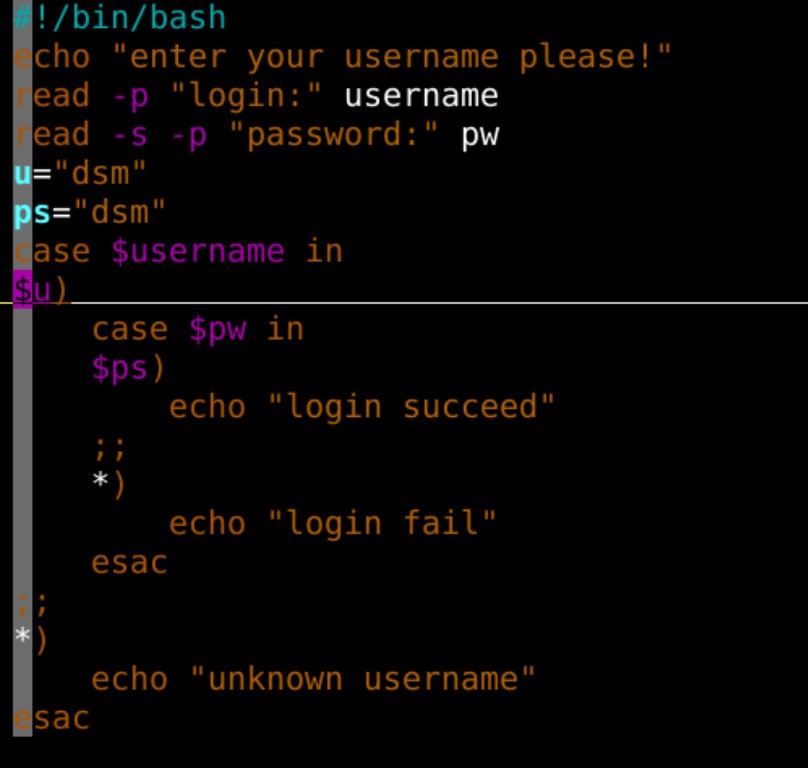 #!/bin/bash
echo "enter your username please!"
read -p "login:" username
read -s -p "password:" pw
u="dsm"
ps="dsm"
case $username in
$u)
    case $pw in
    $ps)
        echo "login succeed"
    ;;
    *)
        echo "login fail"
    esac
;;
*)
    echo "unknown username"
esac